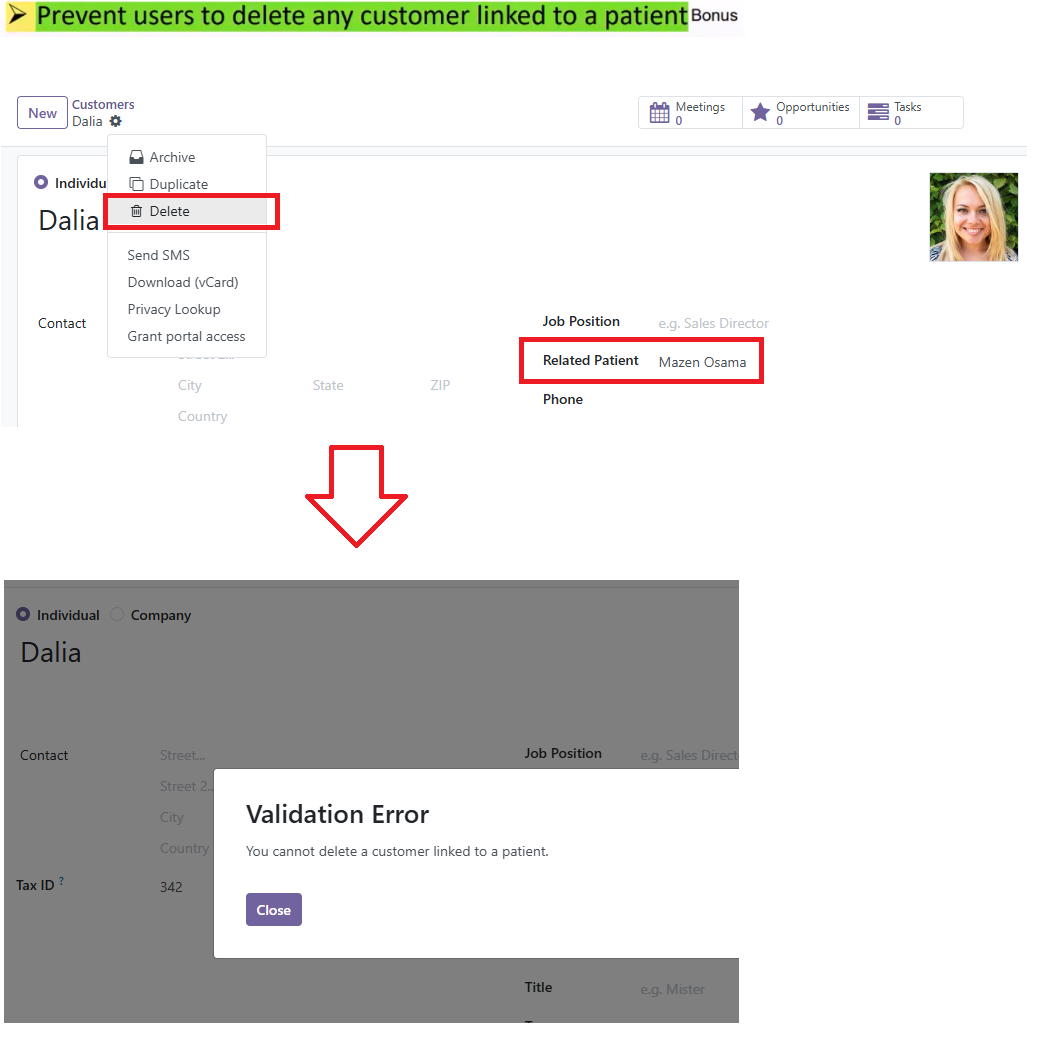 Prevent users to delete any customer linked to a patient Bonus
New
Customers
Dalia
Meetings
0
Opportunities
0
Tasks
0
Archive
Duplicate
Delete
Send SMS
Download (vCard)
Privacy Lookup
Grant portal access
Individu
Dalia
Contact
City State ZIP
Country
Job Position e.g. Sales Director
Related Patient Mazen Osama
Phone
Individual Company
Dalia
Contact
Street...
Street 2..
City
Country
Tax ID ?
342
Job Position e.g. Sales Direct
Validation Error
You cannot delete a customer linked to a patient.
Close
Title e.g. Mister